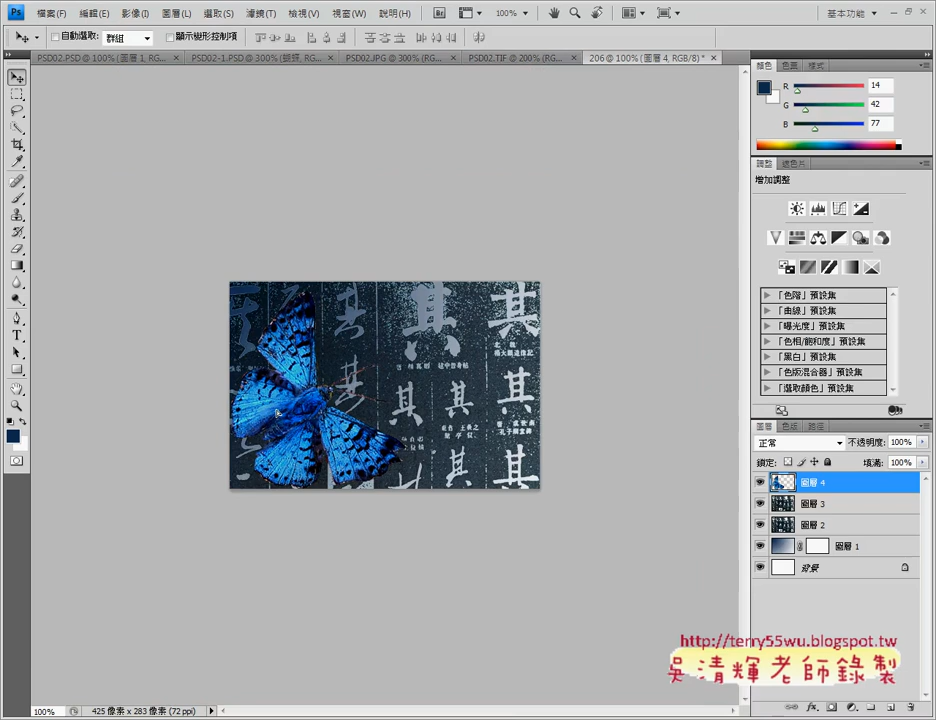 Ps 檔案(F) 編輯(E) 影像(I) 圖層(L) 選取(S) 濾鏡(T) 檢視(V) 視窗(W) 說明(H) Br 100% 基本功能
自動選取: 群組 顯示變形控制項
PSD02.PSD @ 100% (圖層 1, RGB... × PSD02-1.PSD @ 300% (蝴蝶, RGB/... × PSD02.JPG @ 300% (RG... × PSD02.TIF @ 200% (RG... × 206 @ 100% (圖層 4, RGB/8) * ×
顏色 色票 樣式
R 14
G 42
B 77
調整 遮色片
增加調整
「色階」預設集
「曲線」預設集
「曝光度」預設集
「色相/飽和度」預設集
「黑白」預設集
「色版混合器」預設集
「選取顏色」預設集
圖層 色版 路徑
正常 不透明度: 100%
鎖定: 填滿: 100%
圖層 4
圖層 3
圖層 2
圖層 1
背景
其 其
其 其 其
其 其
http://terry55wu.blogspot.tw
吳清輝老師錄製
100% 425 像素 x 283 像素 (72 ppi)